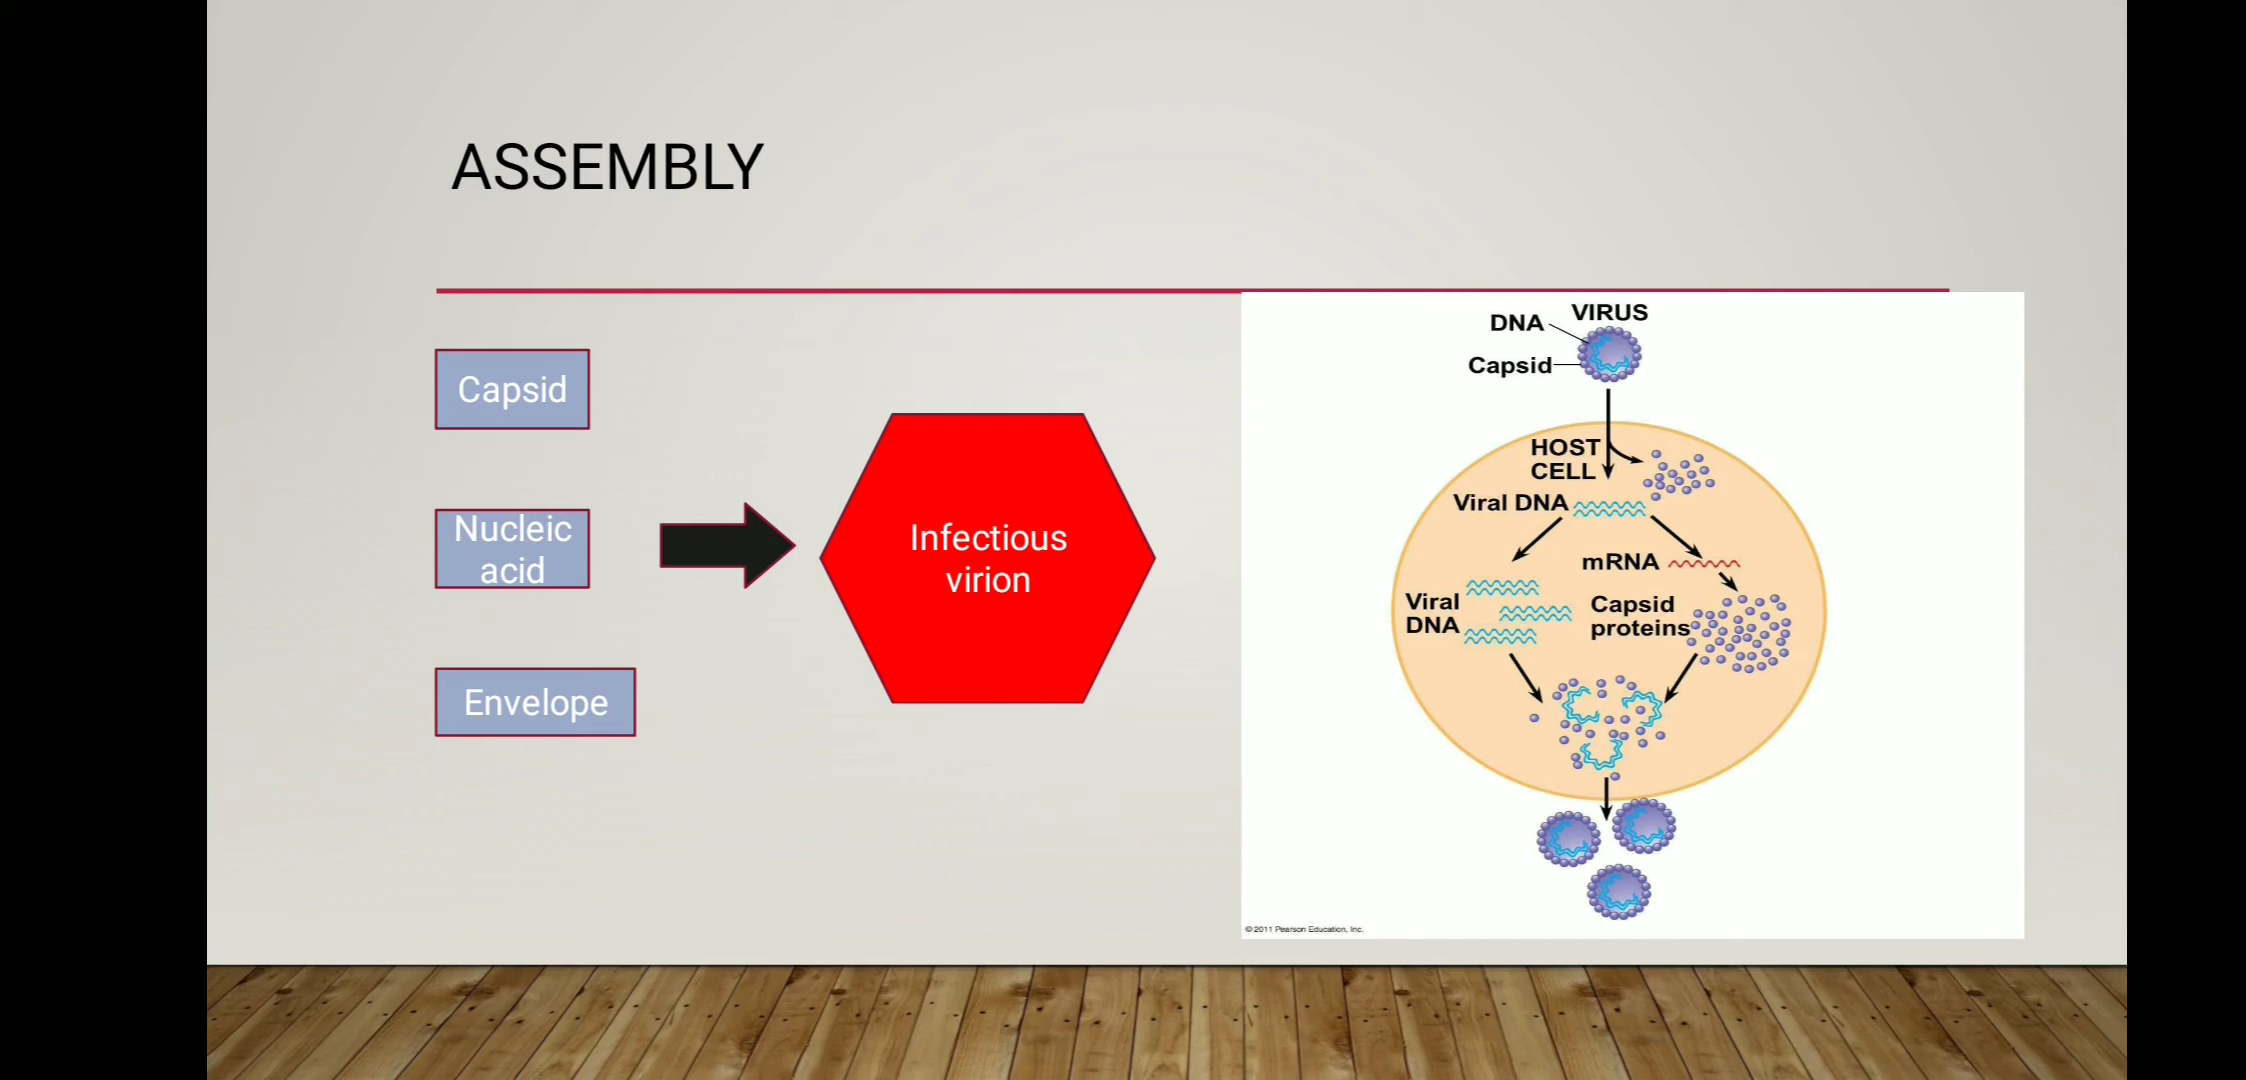 ASSEMBLY
Capsid
Nucleic
acid
Envelope
Infectious
virion
VIRUS
DNA
Capsid
HOST
CELL
Viral DNA
mRNA
Viral
DNA
Capsid
proteins
© 2011 Pearson Education, Inc.